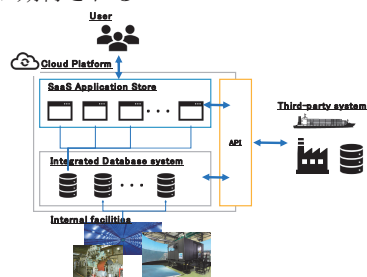 User
Cloud Platform
SaaS Application Store
Third-party system
API
Integrated Database system
Internal facilities